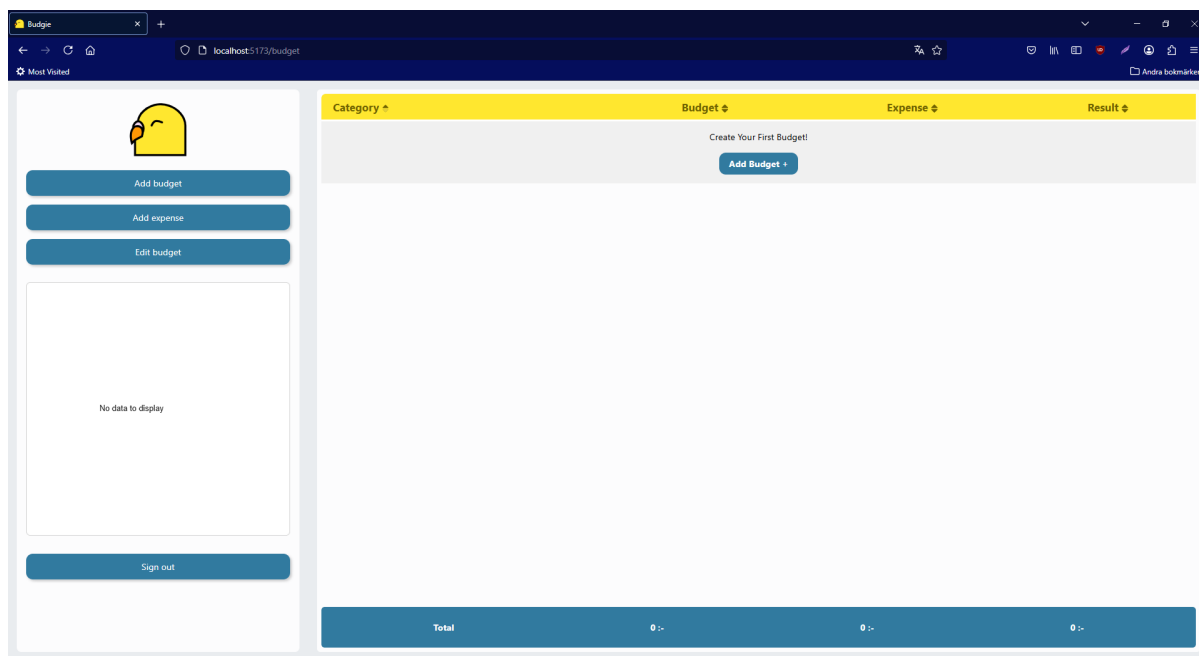 Budgie
localhost:5173/budget
Most Visited
Andra bokmärken
Add budget
Add expense
Edit budget
No data to display
Sign out
Category Budget Expense Result
Create Your First Budget!
Add Budget +
Total 0 :- 0 :- 0 :-